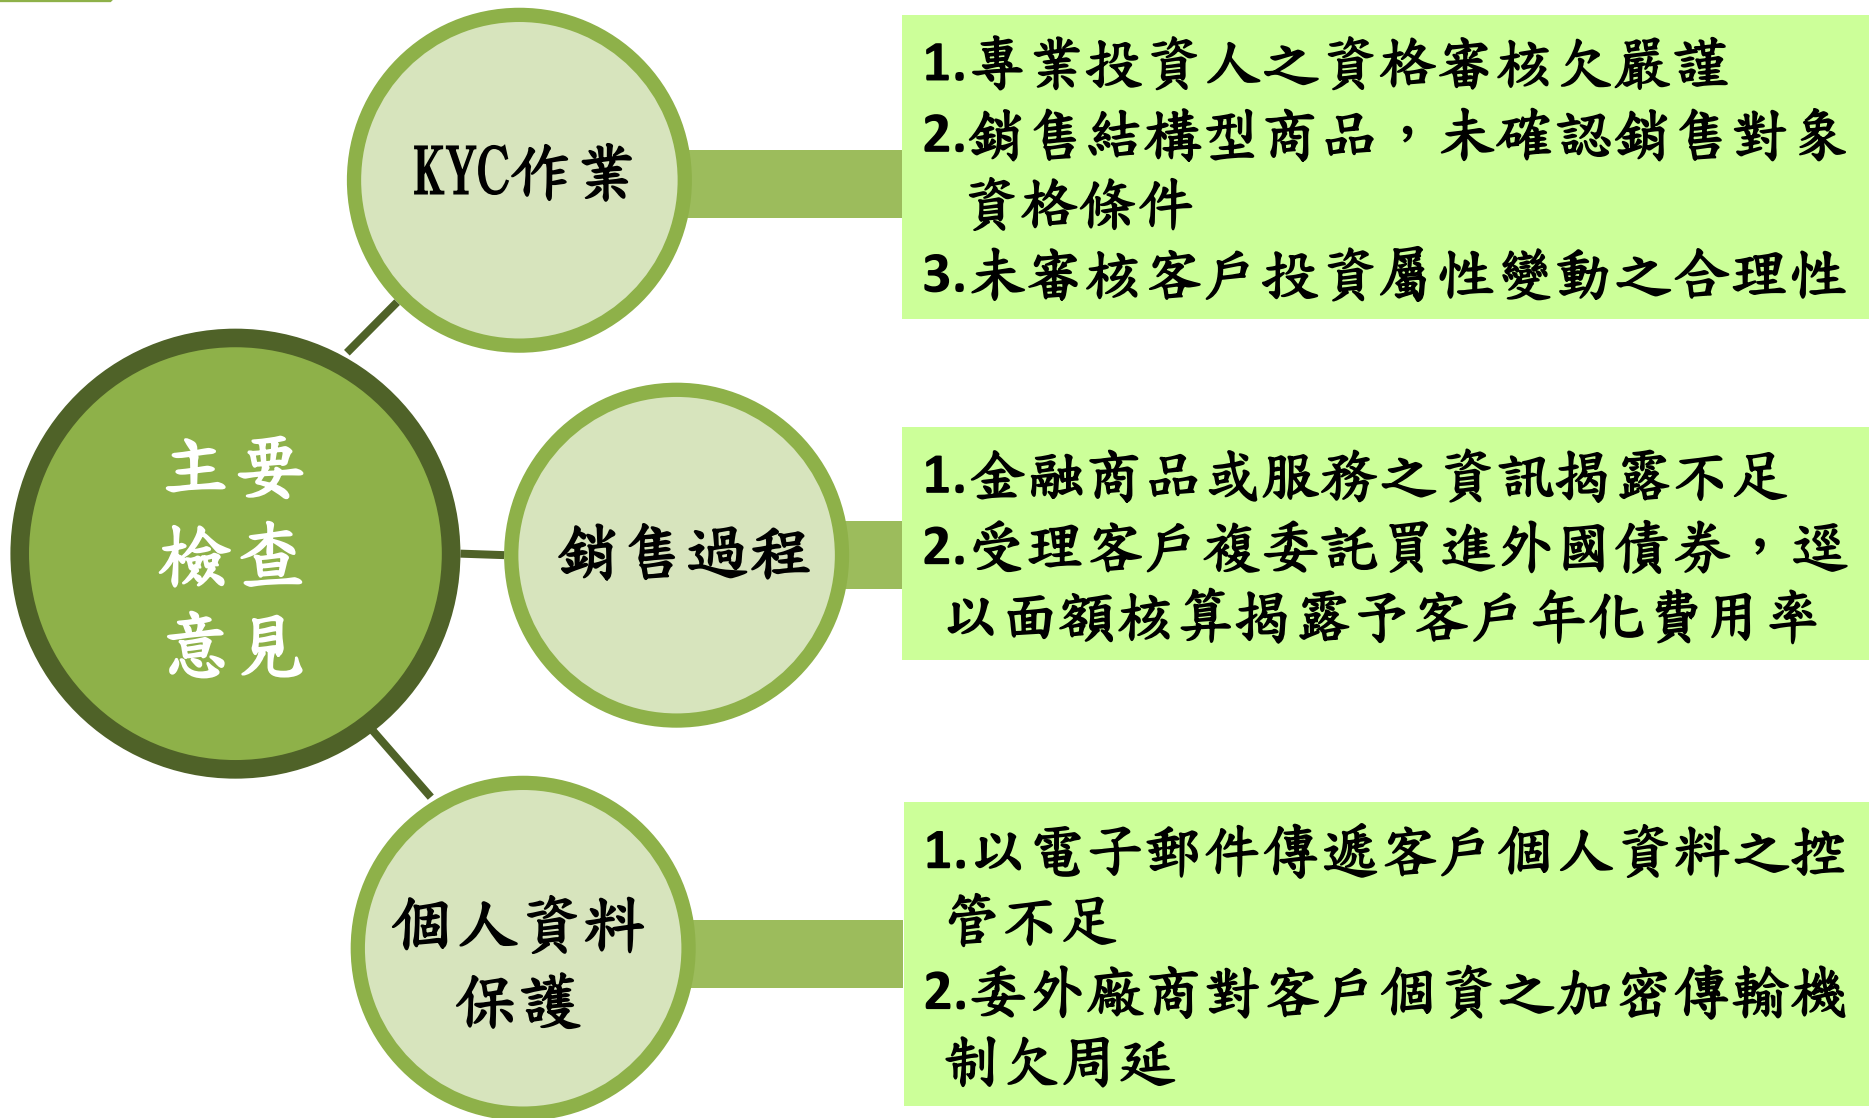 主要
檢查
意見
KYC作業
1.專業投資人之資格審核欠嚴謹
2.銷售結構型商品，未確認銷售對象
資格條件
3.未審核客戶投資屬性變動之合理性
銷售過程
1.金融商品或服務之資訊揭露不足
2.受理客戶複委託買進外國債券，逕
以面額核算揭露予客戶年化費用率
個人資料
保護
1.以電子郵件傳遞客戶個人資料之控
管不足
2.委外廠商對客戶個資之加密傳輸機
制欠周延